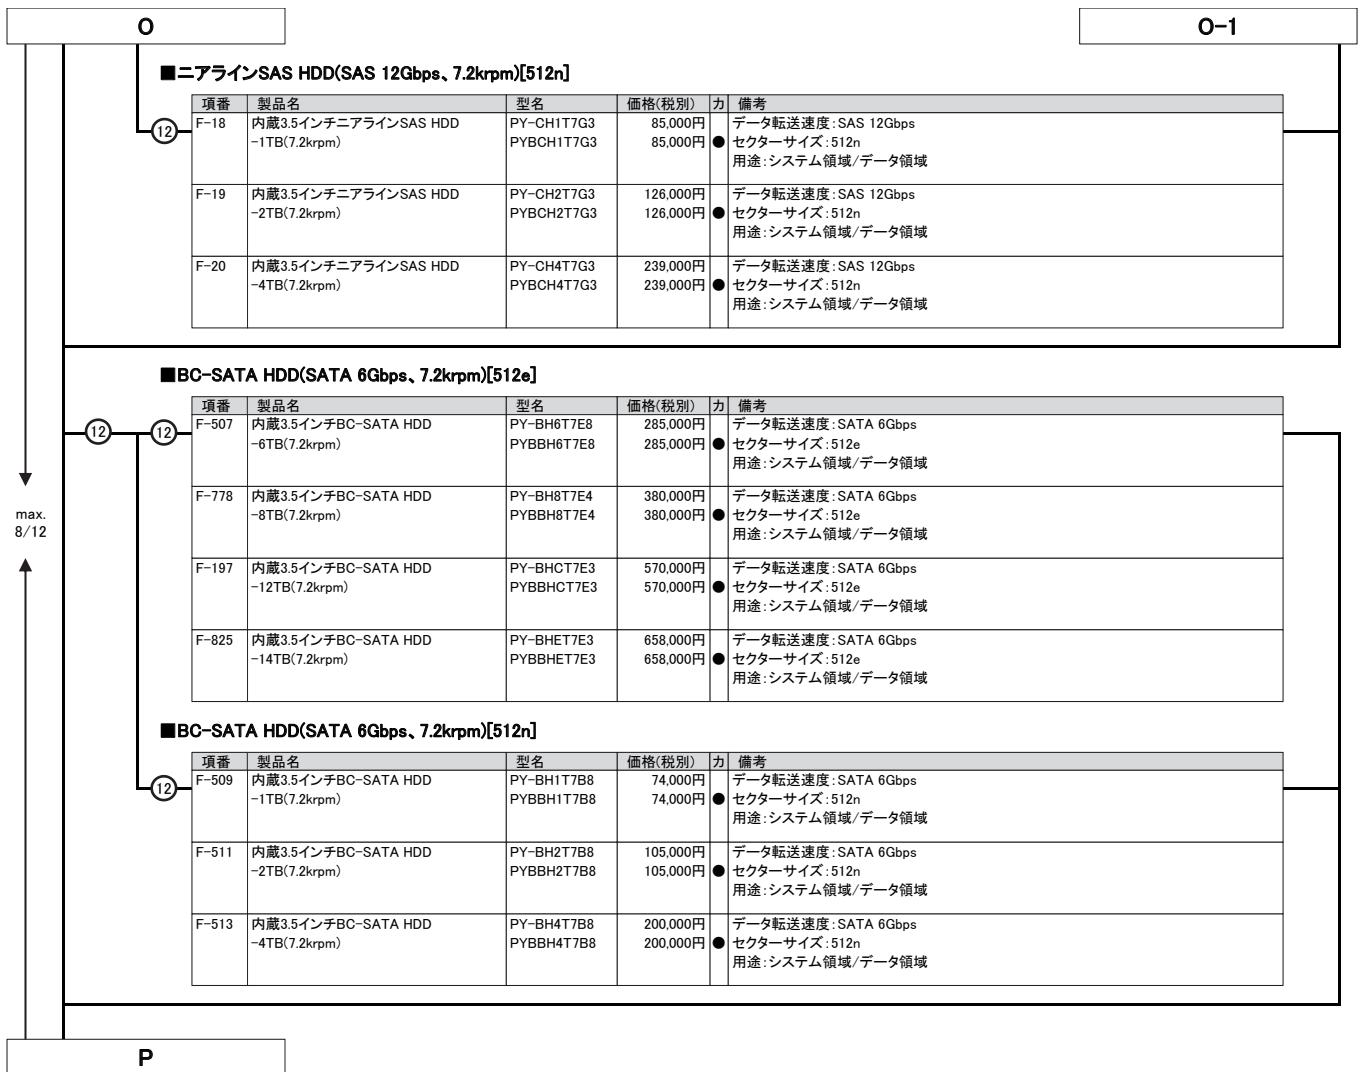 O
O-1
■ニアラインSAS HDD(SAS 12Gbps、7.2krpm)[512n]
項番 製品名 型名 価格(税別) カ 備考
F-18 内蔵3.5インチニアラインSAS HDD PY-CH1T7G3 85,000円 データ転送速度:SAS 12Gbps
⑫ -1TB(7.2krpm) PYBCH1T7G3 85,000円 ● セクターサイズ:512n
用途:システム領域/データ領域
F-19 内蔵3.5インチニアラインSAS HDD PY-CH2T7G3 126,000円 データ転送速度:SAS 12Gbps
-2TB(7.2krpm) PYBCH2T7G3 126,000円 ● セクターサイズ:512n
用途:システム領域/データ領域
F-20 内蔵3.5インチニアラインSAS HDD PY-CH4T7G3 239,000円 データ転送速度:SAS 12Gbps
-4TB(7.2krpm) PYBCH4T7G3 239,000円 ● セクターサイズ:512n
用途:システム領域/データ領域
■BC-SATA HDD(SATA 6Gbps、7.2krpm)[512e]
項番 製品名 型名 価格(税別) カ 備考
F-507 内蔵3.5インチBC-SATA HDD PY-BH6T7E8 285,000円 データ転送速度:SATA 6Gbps
⑫ ⑫ -6TB(7.2krpm) PYBBH6T7E8 285,000円 ● セクターサイズ:512e
用途:システム領域/データ領域
F-778 内蔵3.5インチBC-SATA HDD PY-BH8T7E4 380,000円 データ転送速度:SATA 6Gbps
-8TB(7.2krpm) PYBBH8T7E4 380,000円 ● セクターサイズ:512e
用途:システム領域/データ領域
max.
8/12
F-197 内蔵3.5インチBC-SATA HDD PY-BHCT7E3 570,000円 データ転送速度:SATA 6Gbps
-12TB(7.2krpm) PYBBHCT7E3 570,000円 ● セクターサイズ:512e
用途:システム領域/データ領域
F-825 内蔵3.5インチBC-SATA HDD PY-BHET7E3 658,000円 データ転送速度:SATA 6Gbps
-14TB(7.2krpm) PYBBHET7E3 658,000円 ● セクターサイズ:512e
用途:システム領域/データ領域
■BC-SATA HDD(SATA 6Gbps、7.2krpm)[512n]
項番 製品名 型名 価格(税別) カ 備考
F-509 内蔵3.5インチBC-SATA HDD PY-BH1T7B8 74,000円 データ転送速度:SATA 6Gbps
⑫ -1TB(7.2krpm) PYBBH1T7B8 74,000円 ● セクターサイズ:512n
用途:システム領域/データ領域
F-511 内蔵3.5インチBC-SATA HDD PY-BH2T7B8 105,000円 データ転送速度:SATA 6Gbps
-2TB(7.2krpm) PYBBH2T7B8 105,000円 ● セクターサイズ:512n
用途:システム領域/データ領域
F-513 内蔵3.5インチBC-SATA HDD PY-BH4T7B8 200,000円 データ転送速度:SATA 6Gbps
-4TB(7.2krpm) PYBBH4T7B8 200,000円 ● セクターサイズ:512n
用途:システム領域/データ領域
P